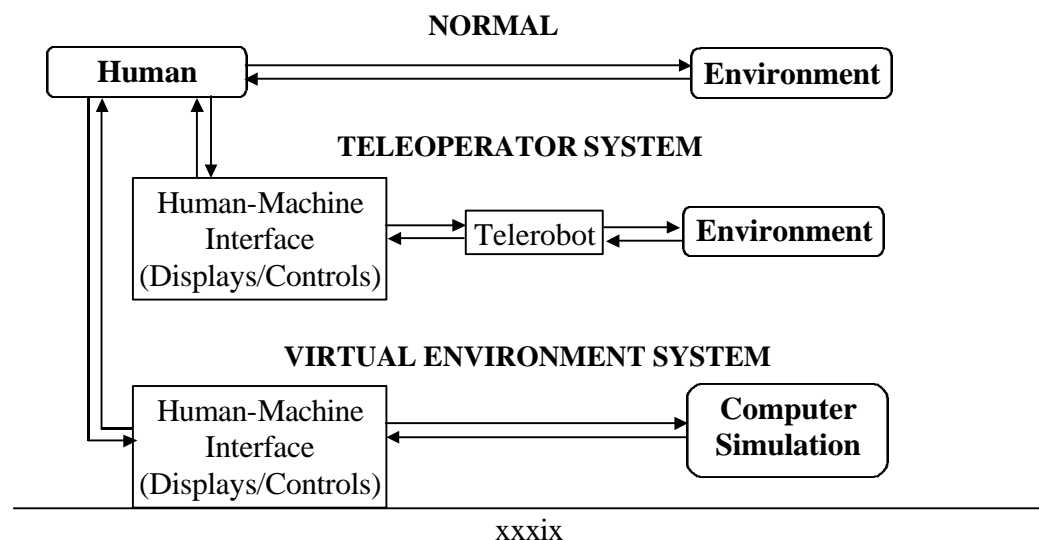 NORMAL
Human
Environment
TELEOPERATOR SYSTEM
Human-Machine
Interface
(Displays/Controls)
Telerobot
Environment
VIRTUAL ENVIRONMENT SYSTEM
Human-Machine
Interface
(Displays/Controls)
Computer
Simulation
xxxix